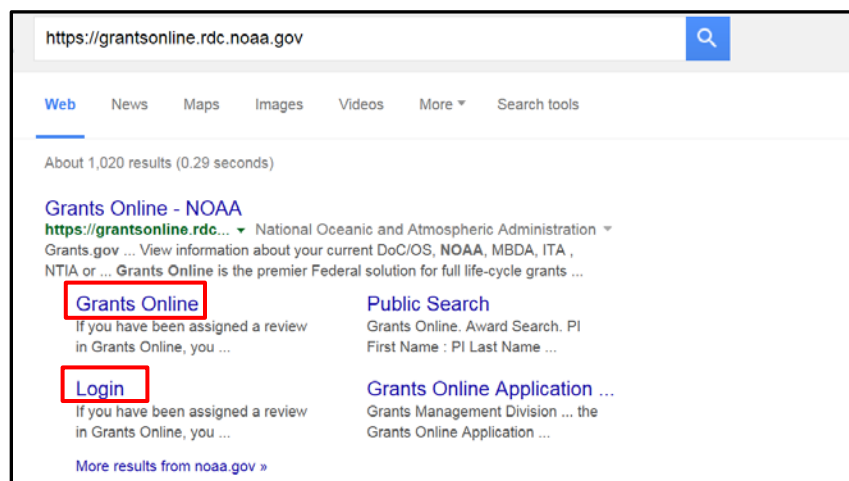 https://grantsonline.rdc.noaa.gov
Web News Maps Images Videos More Search tools
About 1,020 results (0.29 seconds)
Grants Online - NOAA
https://grantsonline.rdc... National Oceanic and Atmospheric Administration
Grants.gov ... View information about your current DoC/OS, NOAA, MBDA, ITA ,
NTIA or ... Grants Online is the premier Federal solution for full life-cycle grants ...
Grants Online
If you have been assigned a review
in Grants Online, you ...
Public Search
Grants Online. Award Search. PI
First Name : PI Last Name ...
Login
If you have been assigned a review
in Grants Online, you ...
Grants Online Application ...
Grants Management Division ... the
Grants Online Application ...
More results from noaa.gov »